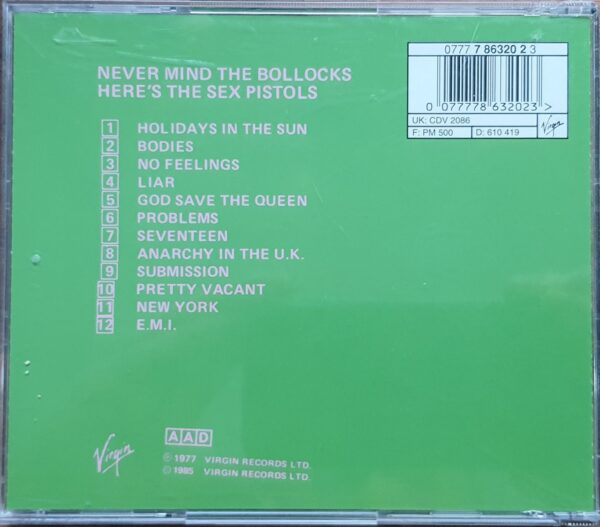 0777 7 86320 2 3
0 077778 632023 >
UK: CDV 2086
F: PM 500
D: 610 419
Virgin
NEVER MIND THE BOLLOCKS
HERE'S THE SEX PISTOLS
1 HOLIDAYS IN THE SUN
2 BODIES
3 NO FEELINGS
4 LIAR
5 GOD SAVE THE QUEEN
6 PROBLEMS
7 SEVENTEEN
8 ANARCHY IN THE U.K.
9 SUBMISSION
10 PRETTY VACANT
11 NEW YORK
12 E.M.I.
Virgin
AAD
℗ 1977 VIRGIN RECORDS LTD.
© 1985 VIRGIN RECORDS LTD.